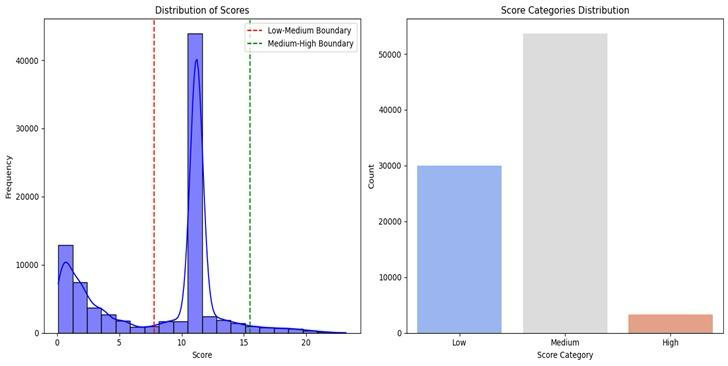 Distribution of Scores
Low-Medium Boundary
Medium-High Boundary
40000
30000
20000
10000
0
Frequency
0 5 10 15 20
Score
Score Categories Distribution
50000
40000
30000
20000
10000
0
Count
Low Medium High
Score Category